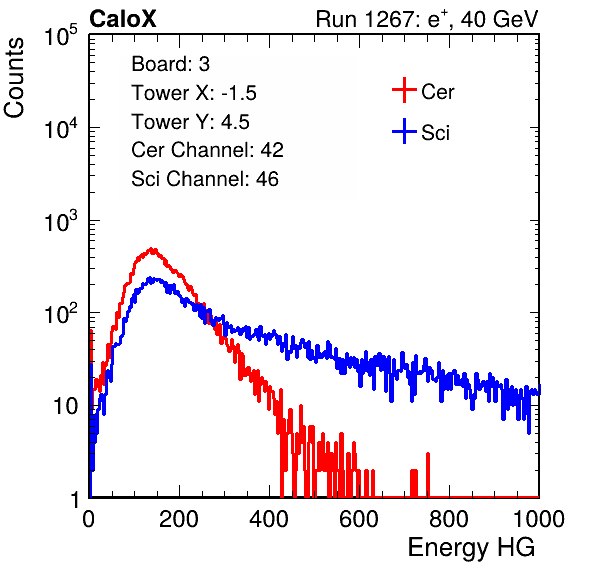 CaloX Run 1267: e⁺, 40 GeV
Counts
10⁵
10⁴
10³
10²
10
1
Board: 3
Tower X: -1.5
Tower Y: 4.5
Cer Channel: 42
Sci Channel: 46
Cer
Sci
0 200 400 600 800 1000
Energy HG